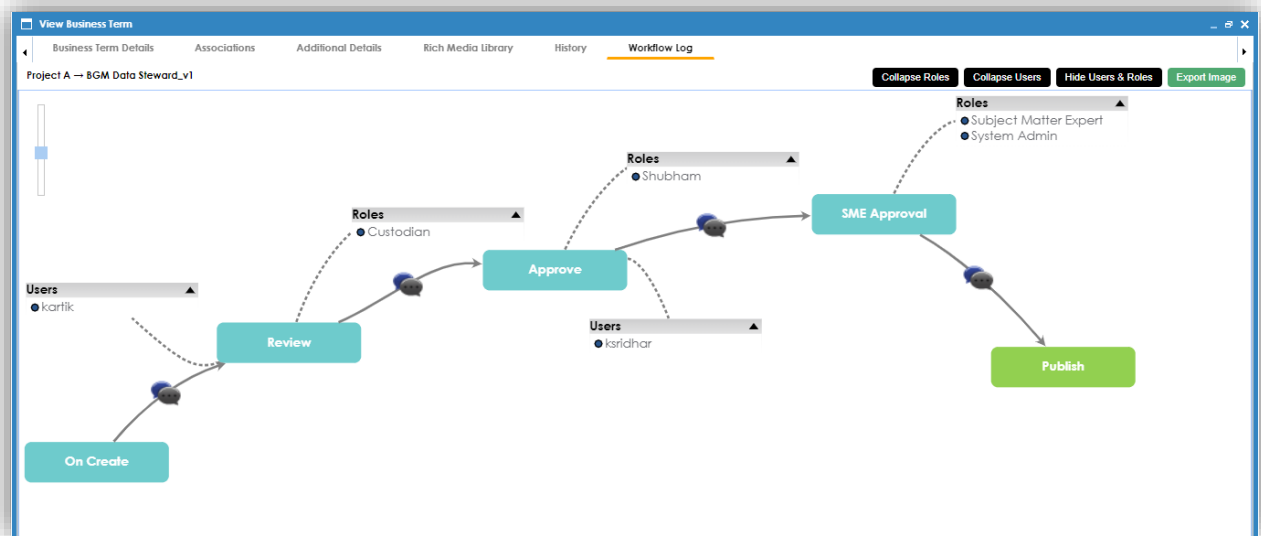 View Business Term
Business Term Details
Associations
Additional Details
Rich Media Library
History
Workflow Log
Project A → BGM Data Steward_v1
Collapse Roles
Collapse Users
Hide Users & Roles
Export Image
Roles
Subject Matter Expert
System Admin
Roles
Shubham
SME Approval
Roles
Custodian
Approve
Users
kartik
Users
ksridhar
Review
Publish
On Create